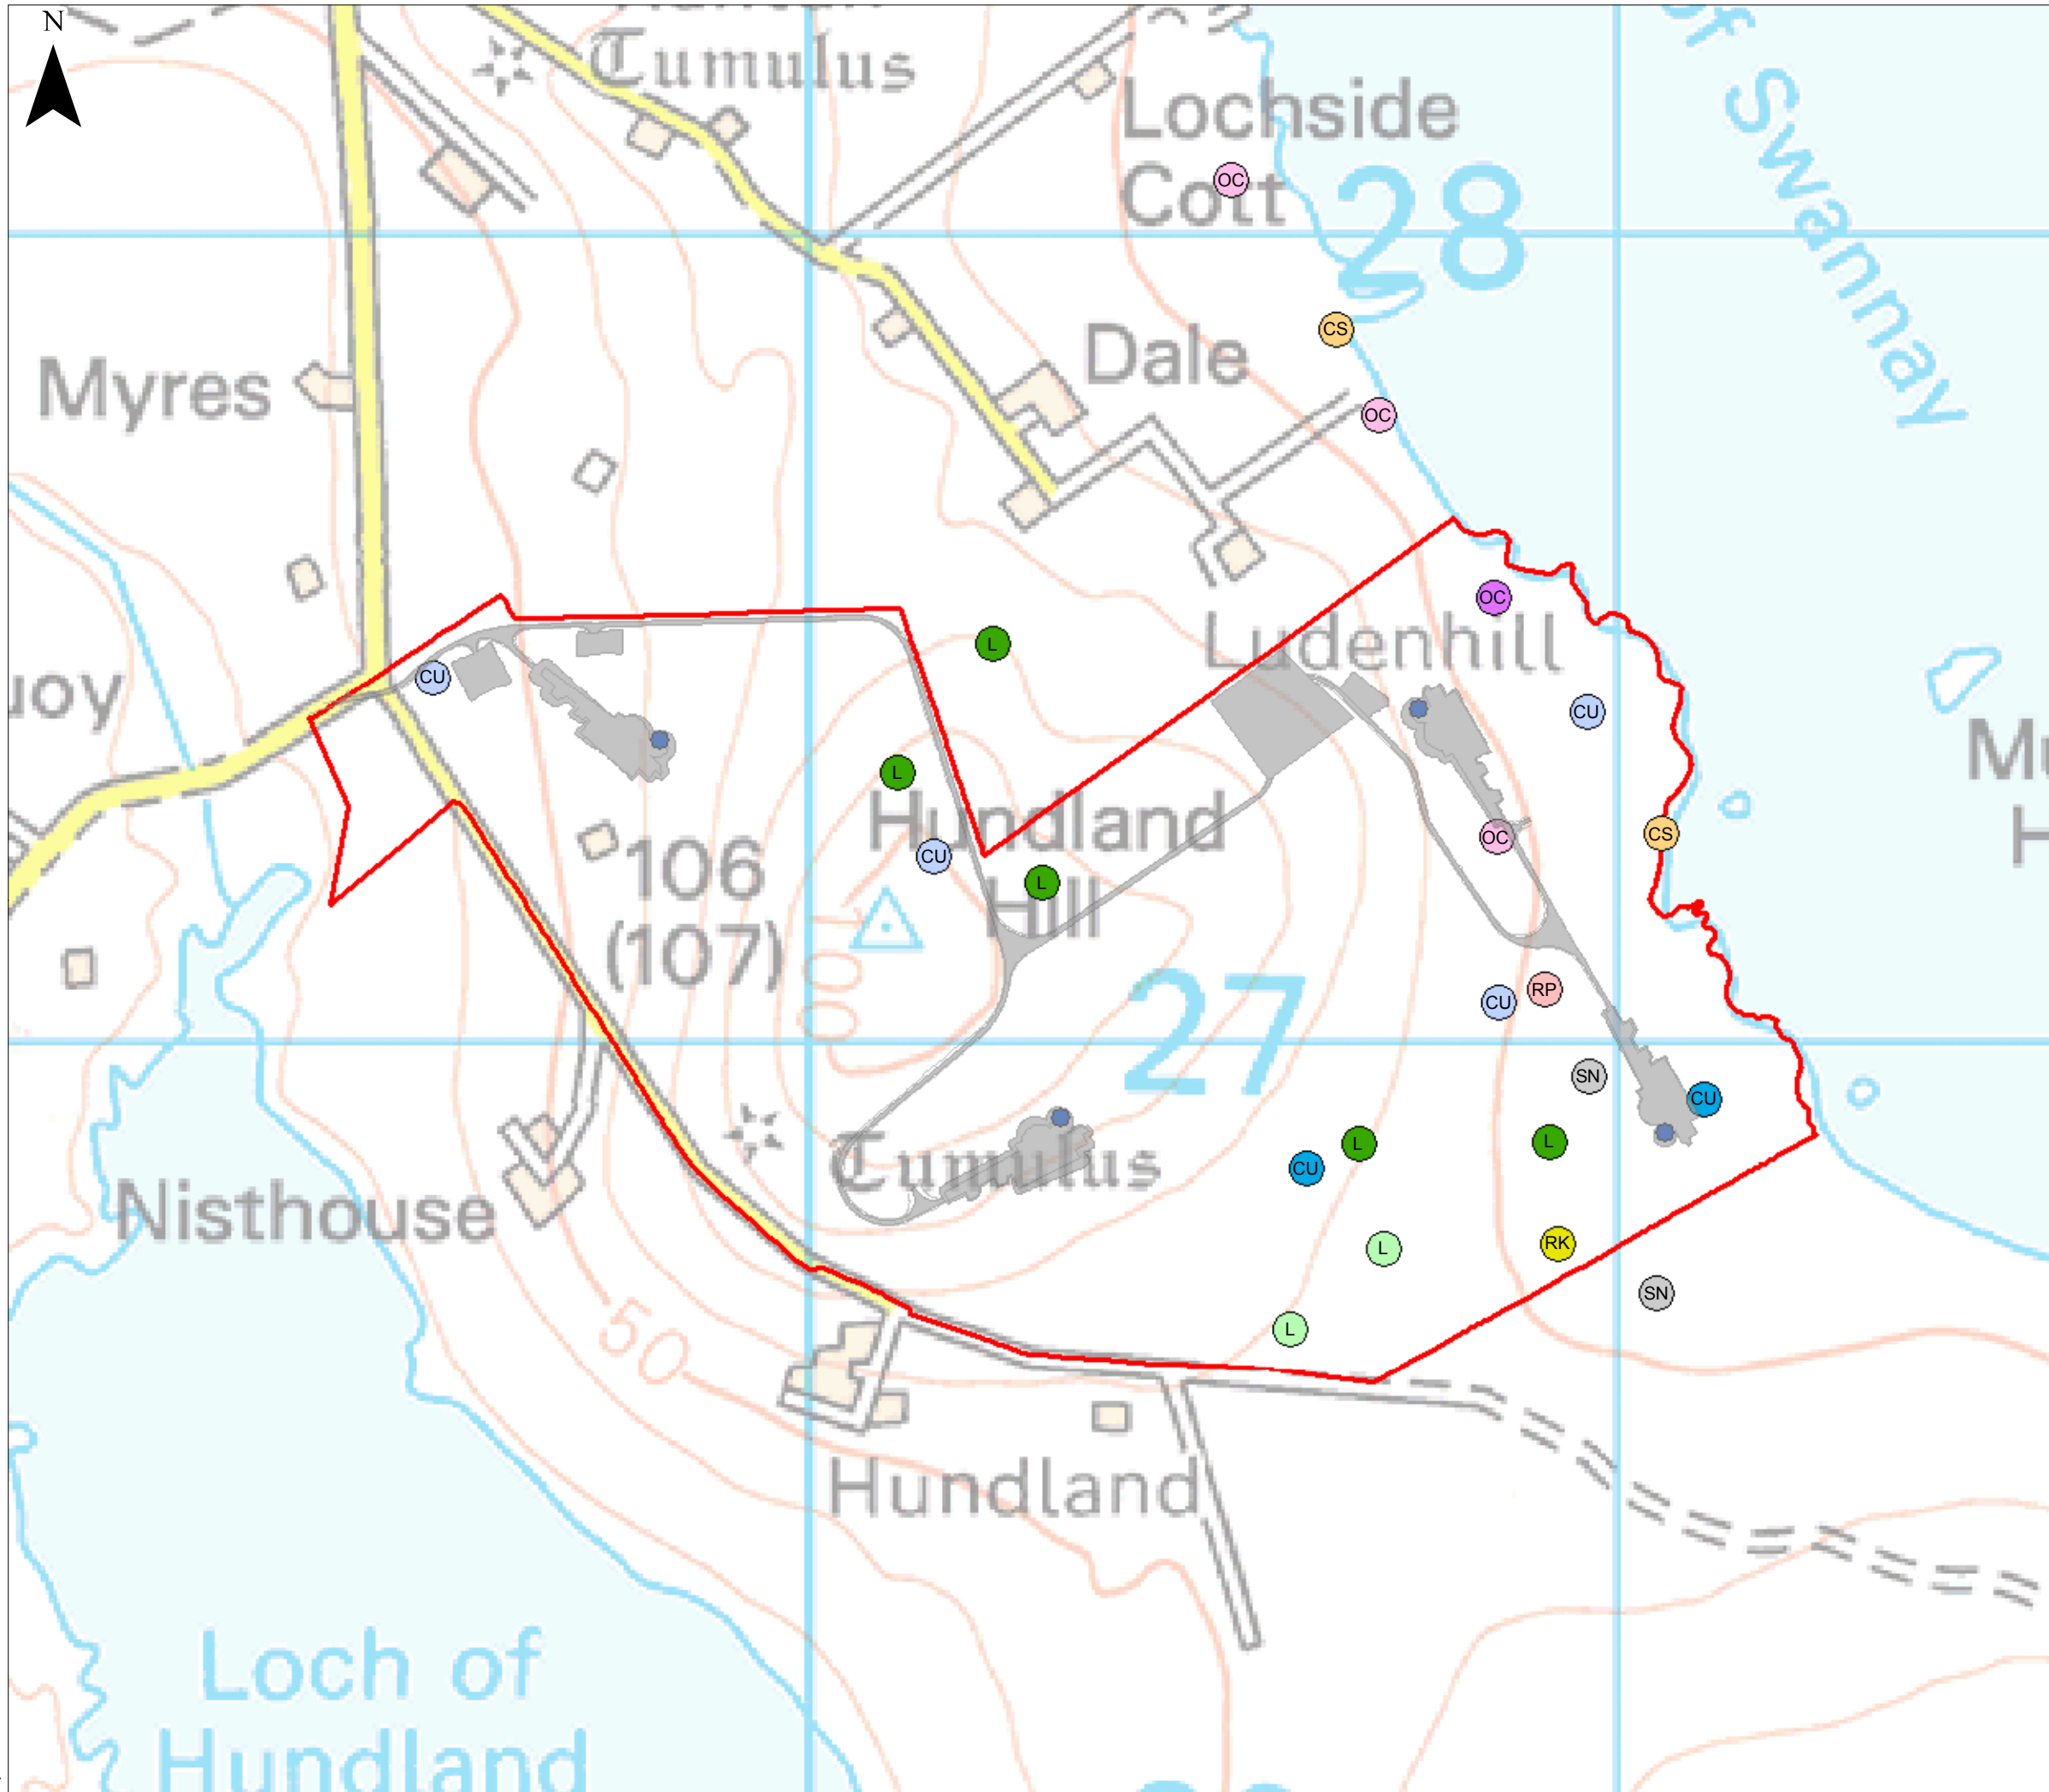 N
Tumulus
of Swannay
Lochside
Cott
OC
28
CS
Dale
Myres
OC
OC
Ludenhill
L
CU
CU
L
Hundland
Hill
106
(107)
CU
L
OC
CS
100
27
CU
RP
SN
CU
Tumulus
L
L
CU
Nisthouse
L
RK
SN
L
50
Hundland
Loch of
Hundland